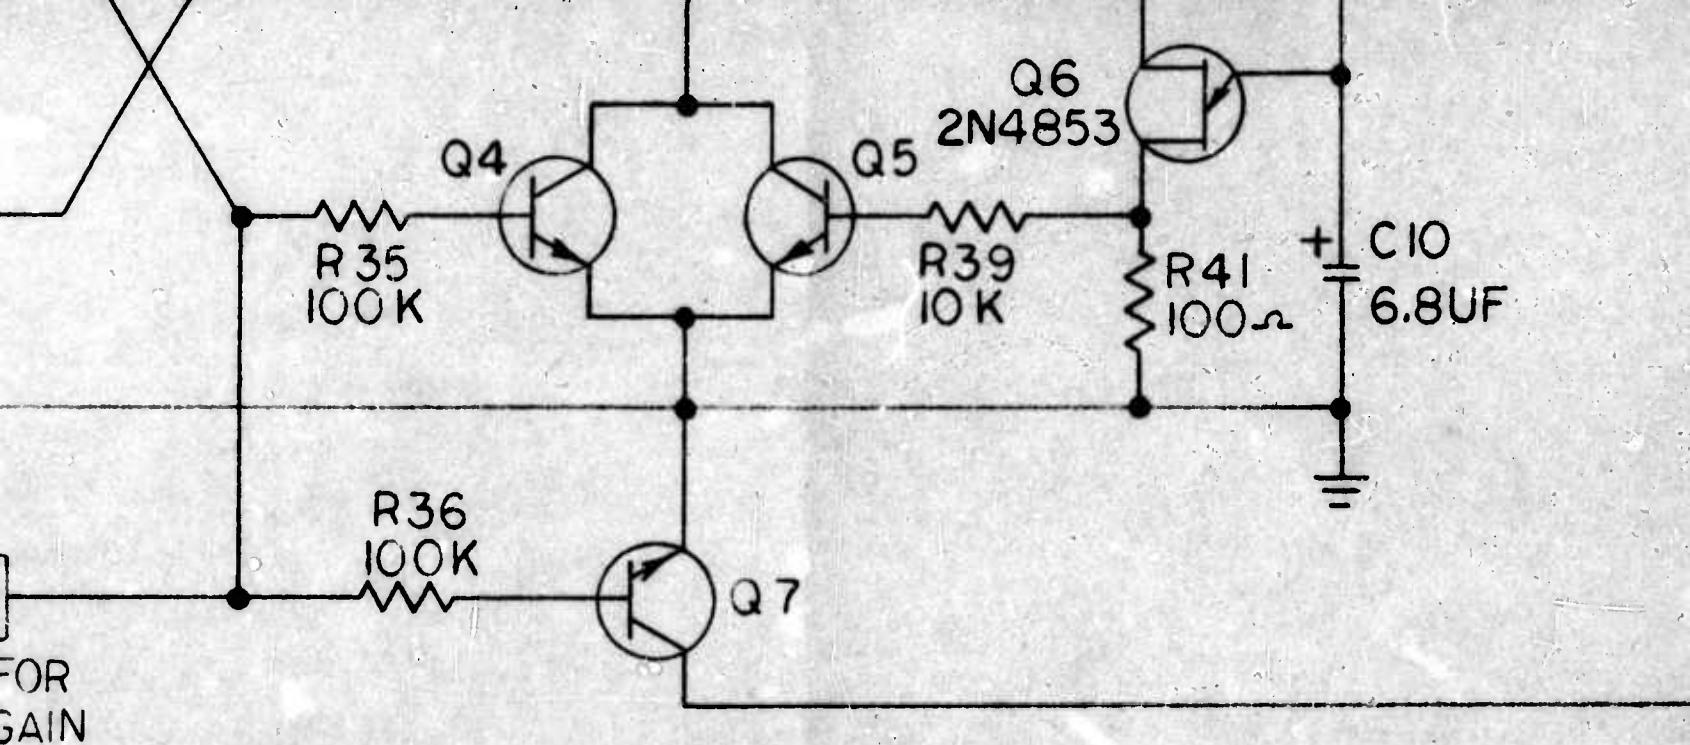 Q6
2N4853
Q4
Q5
R35
100K
R39
10K
R41
100Ω
+ C10
6.8UF
R36
100K
Q7
FOR
GAIN